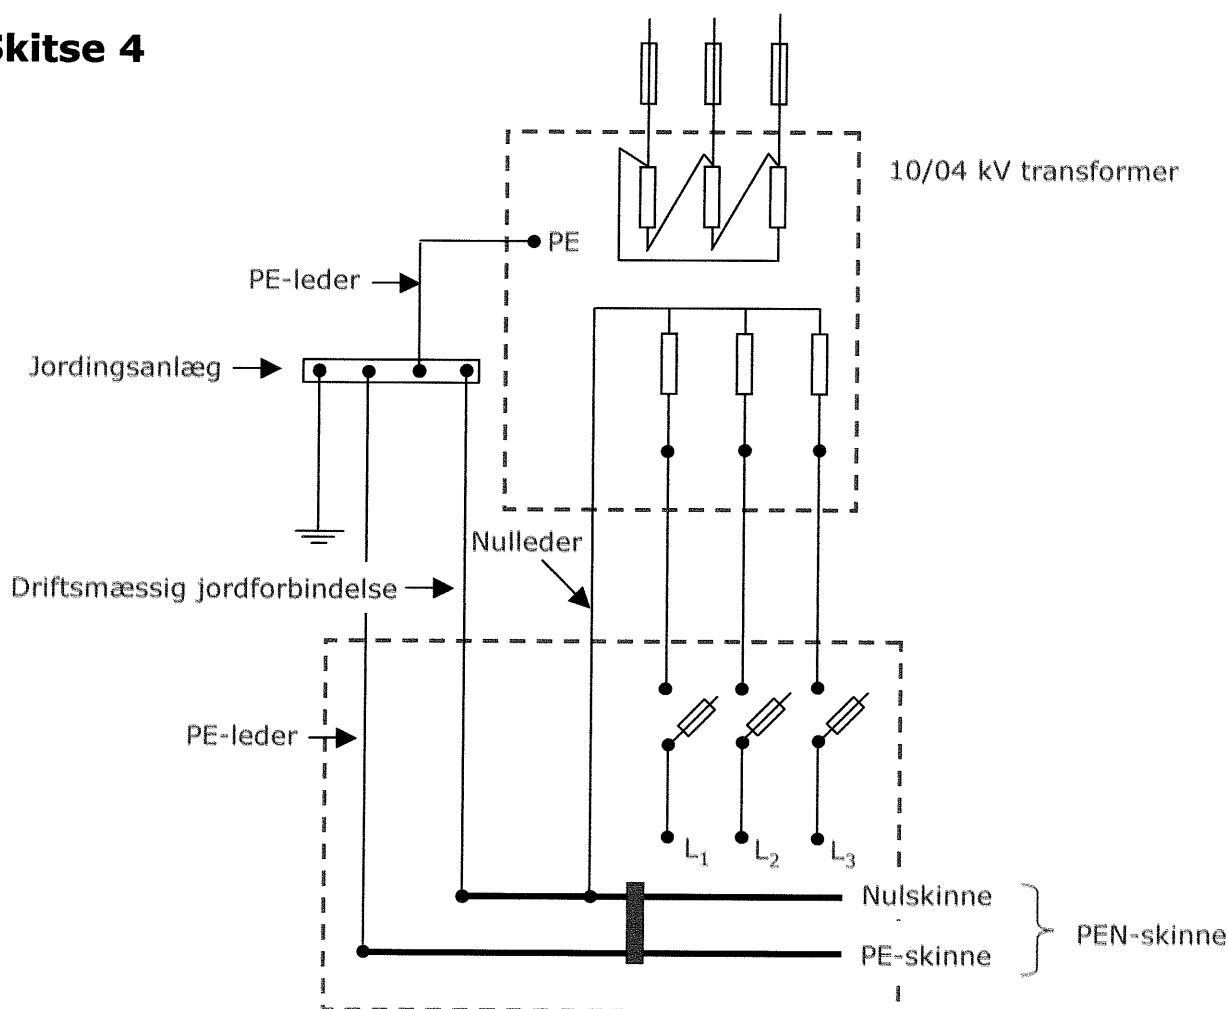 Skitse 4
10/04 kV transformer
PE
PE-leder
Jordingsanlæg
Nulleder
Driftsmæssig jordforbindelse
PE-leder
L1
L2
L3
Nulskinne
PEN-skinne
PE-skinne